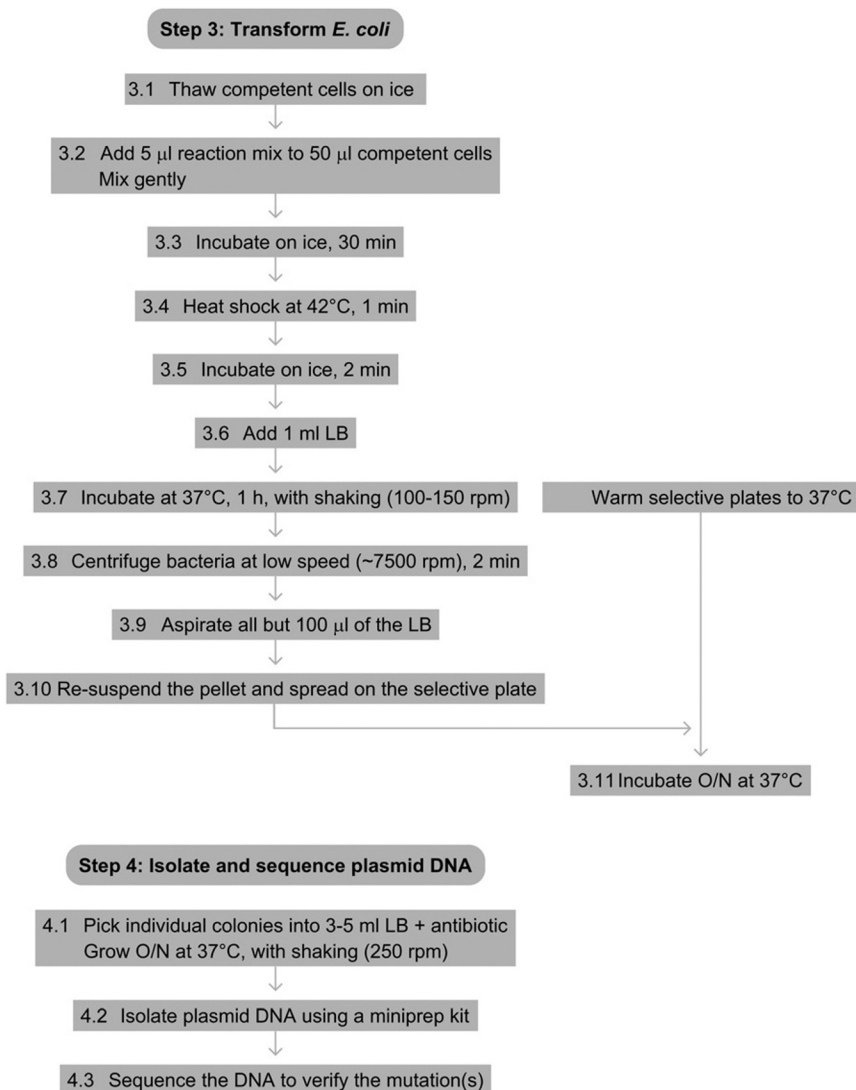 Step 3: Transform E. coli
3.1 Thaw competent cells on ice
3.2 Add 5 μl reaction mix to 50 μl competent cells
Mix gently
3.3 Incubate on ice, 30 min
3.4 Heat shock at 42°C, 1 min
3.5 Incubate on ice, 2 min
3.6 Add 1 ml LB
3.7 Incubate at 37°C, 1 h, with shaking (100-150 rpm)
Warm selective plates to 37°C
3.8 Centrifuge bacteria at low speed (~7500 rpm), 2 min
3.9 Aspirate all but 100 μl of the LB
3.10 Re-suspend the pellet and spread on the selective plate
3.11 Incubate O/N at 37°C
Step 4: Isolate and sequence plasmid DNA
4.1 Pick individual colonies into 3-5 ml LB + antibiotic
Grow O/N at 37°C, with shaking (250 rpm)
4.2 Isolate plasmid DNA using a miniprep kit
4.3 Sequence the DNA to verify the mutation(s)